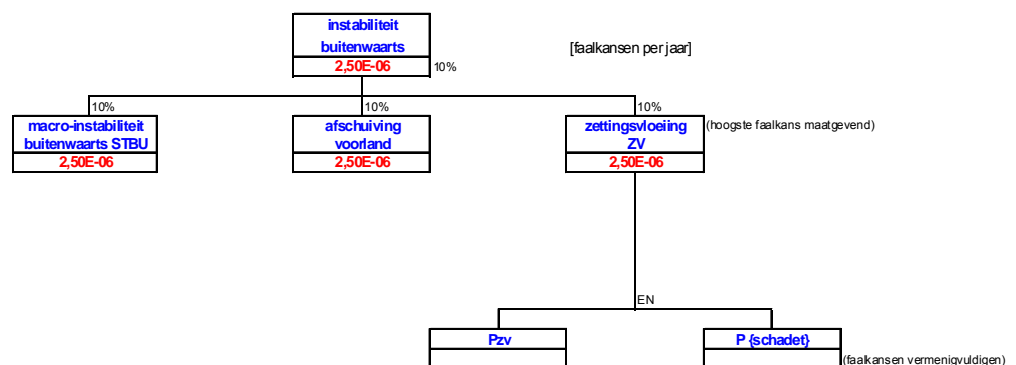 instabiliteit
buitenwaarts
[faalkansen per jaar]
2,50E-06
10%
10%
10%
10%
macro-instabiliteit
buitenwaarts STBU
2,50E-06
afschuiving
voorland
2,50E-06
zettingsvloeiing
ZV
2,50E-06
(hoogste faalkans maatgevend)
EN
Pzv
P {schadet}
(faalkansen vermenigvuldigen)